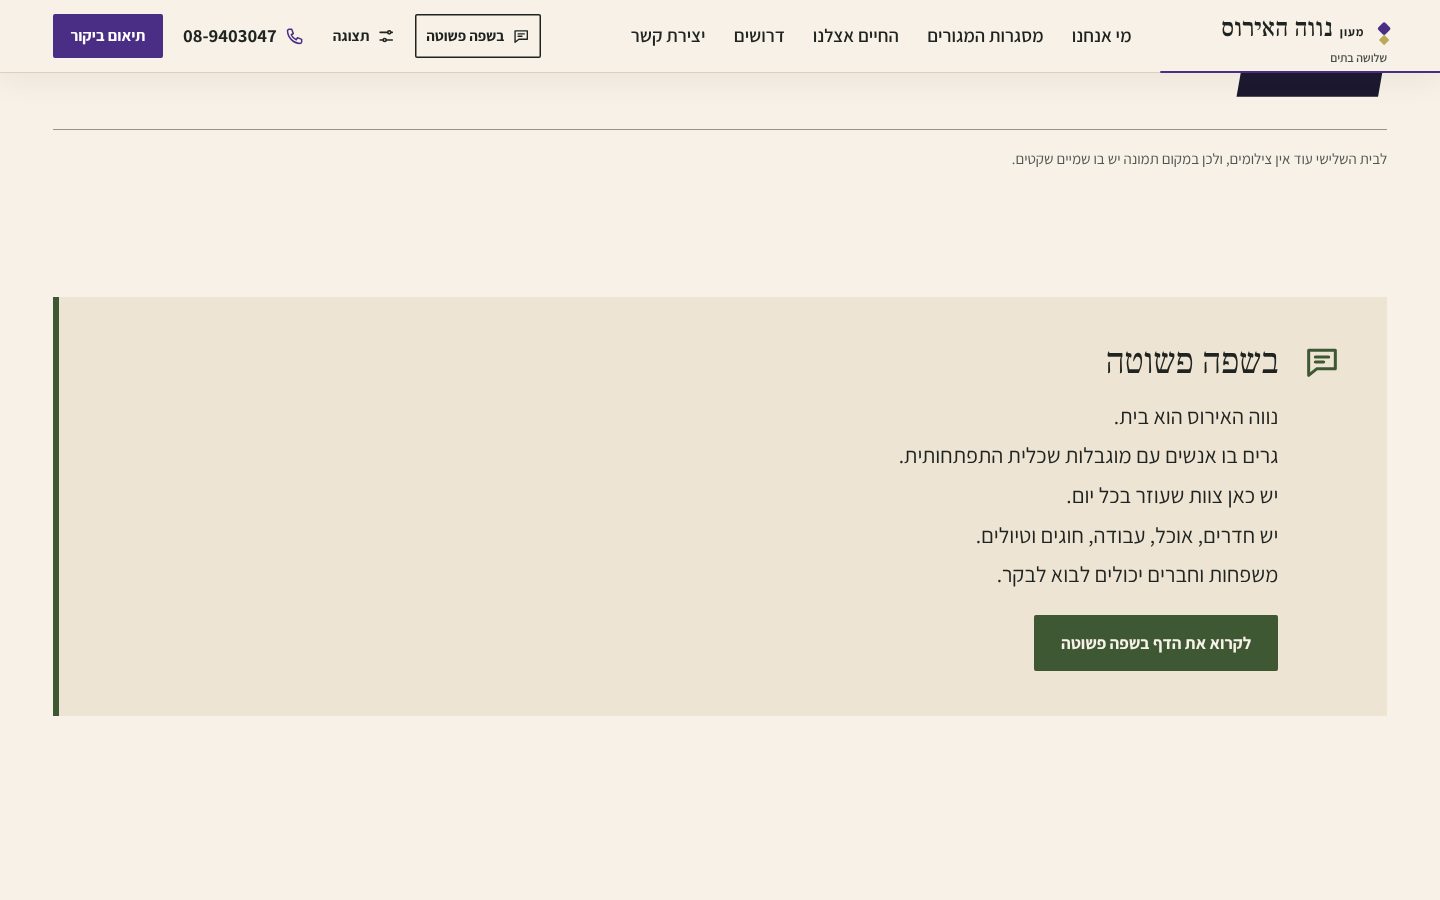 מעון נווה האירוס
שלושה בתים
מי אנחנו
מסגרות המגורים
החיים אצלנו
דרושים
יצירת קשר
בשפה פשוטה
תצוגה
08-9403047
תיאום ביקור
לבית השלישי עוד אין צילומים, ולכן במקום תמונה יש בו שמיים שקטים.
בשפה פשוטה
נווה האירוס הוא בית.
גרים בו אנשים עם מוגבלות שכלית התפתחותית.
יש כאן צוות שעוזר בכל יום.
יש חדרים, אוכל, עבודה, חוגים וטיולים.
משפחות וחברים יכולים לבוא לבקר.
לקרוא את הדף בשפה פשוטה